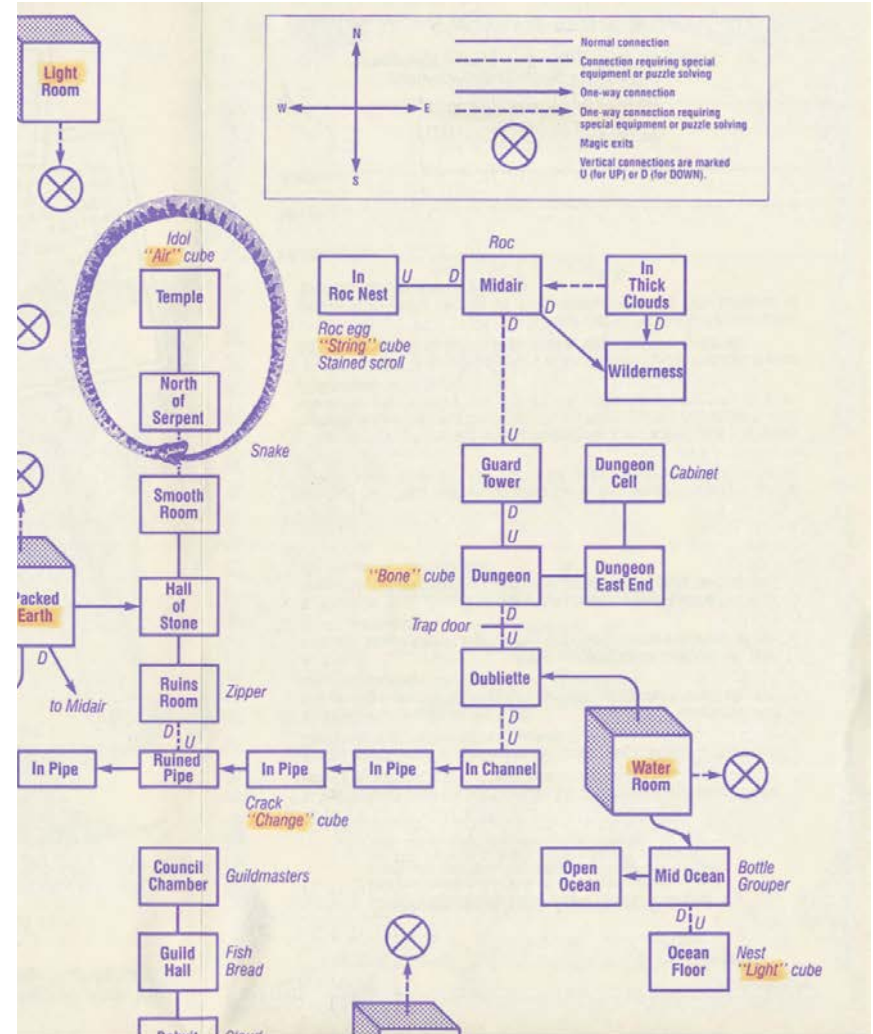 N
W
E
S
Normal connection
Connection requiring special
equipment or puzzle solving
One-way connection
One-way connection requiring
special equipment or puzzle solving
Magic exits
Vertical connections are marked
U (for UP) or D (for DOWN).
Light
Room
Idol
"Air" cube
Temple
North
of
Serpent
Snake
Smooth
Room
Hall
of
Stone
Packed
Earth
D
to Midair
Ruins
Room
Zipper
D
U
In Pipe
Ruined
Pipe
In Pipe
Crack
"Change" cube
In Pipe
In Channel
Roc
In
Roc Nest
U
D
Midair
In
Thick
Clouds
D
D
D
Wilderness
Roc egg
"String" cube
Stained scroll
U
Guard
Tower
D
U
Dungeon
Cell
Cabinet
"Bone" cube
Dungeon
Dungeon
East End
Trap door
D
U
Oubliette
D
U
Water
Room
Open
Ocean
Mid Ocean
Bottle
Grouper
D
U
Ocean
Floor
Nest
"Light" cube
Council
Chamber
Guildmasters
Guild
Hall
Fish
Bread